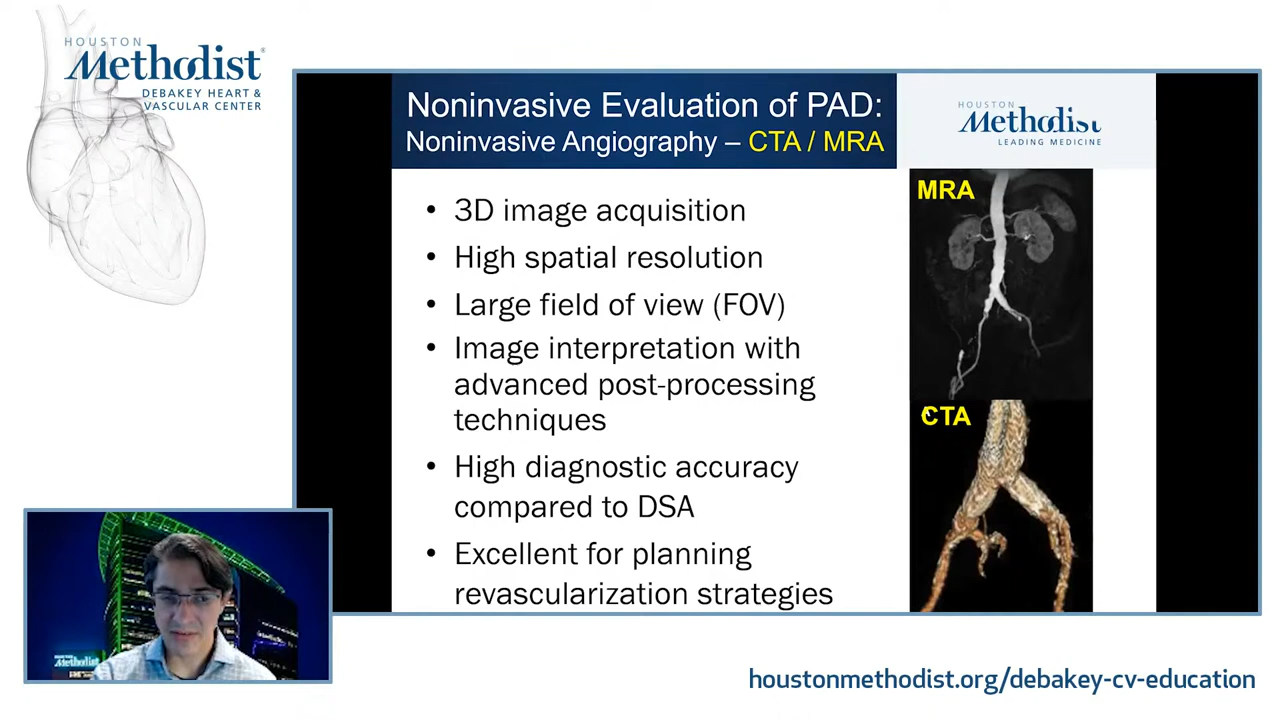 HOUSTON
Methodist®
DEBAKEY HEART &
VASCULAR CENTER
Noninvasive Evaluation of PAD:
Noninvasive Angiography – CTA / MRA
HOUSTON
Methodist
LEADING MEDICINE
• 3D image acquisition
• High spatial resolution
• Large field of view (FOV)
• Image interpretation with
advanced post-processing
techniques
• High diagnostic accuracy
compared to DSA
• Excellent for planning
revascularization strategies
MRA
CTA
Methodist
houstonmethodist.org/debakey-cv-education